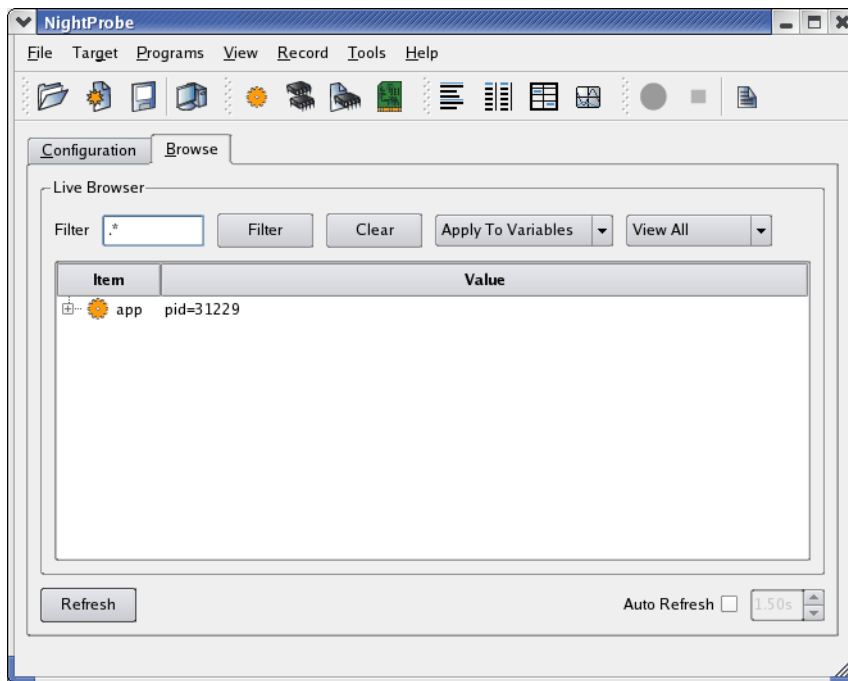 NightProbe
File Target Programs View Record Tools Help
Configuration Browse
Live Browser
Filter .* Filter Clear Apply To Variables View All
Item Value
app pid=31229
Refresh Auto Refresh 1.50s